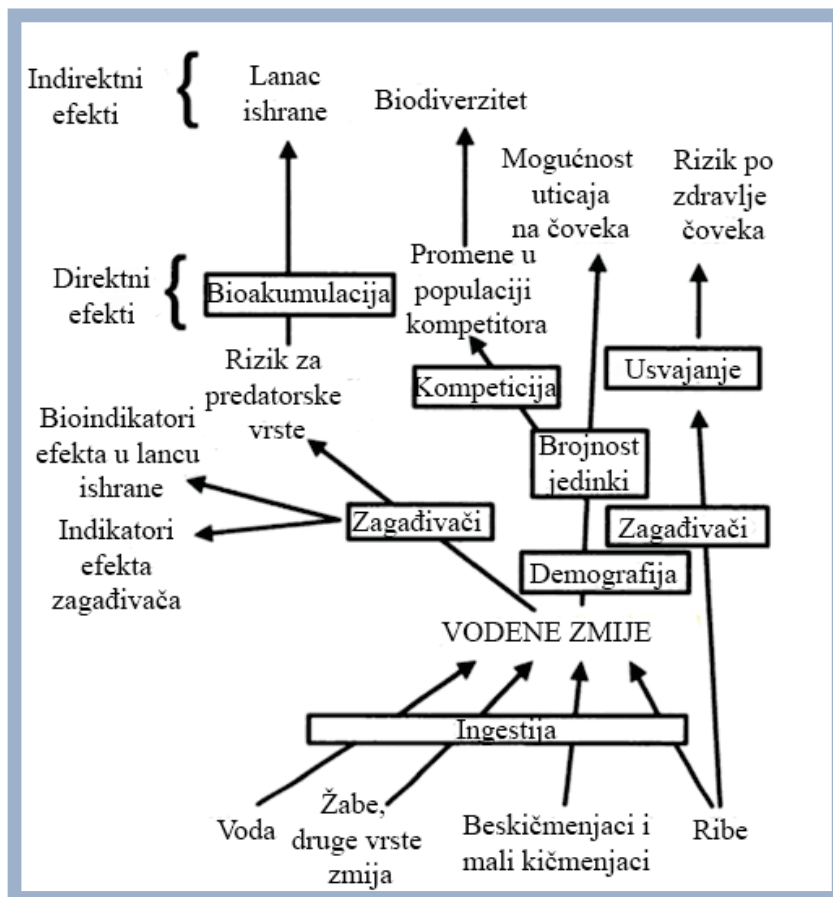 Indirektni
efekti
Lanac
ishrane
Biodiverzitet
Mogućnost
uticaja
na čoveka
Rizik po
zdravlje
čoveka
Direktni
efekti
Bioakumulacija
Promene u
populaciji
kompetitora
Rizik za
predatorske
vrste
Kompeticija
Usvajanje
Bioindikatori
efekta u lancu
ishrane
Brojnost
jedinki
Indikatori
efekta
zagađivača
Zagađivači
Zagađivači
Demografija
VODENE ZMIJE
Ingestija
Voda
Žabe,
druge vrste
zmija
Beskičmenjaci i
mali kičmenjaci
Ribe